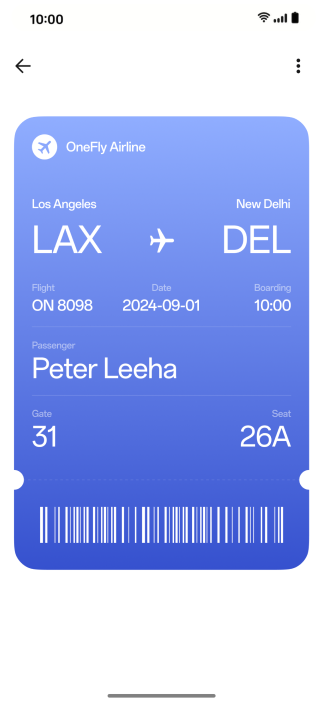 10:00
OneFly Airline
Los Angeles New Delhi
LAX DEL
Flight Date Boarding
ON 8098 2024-09-01 10:00
Passenger
Peter Leeha
Gate Seat
31 26A